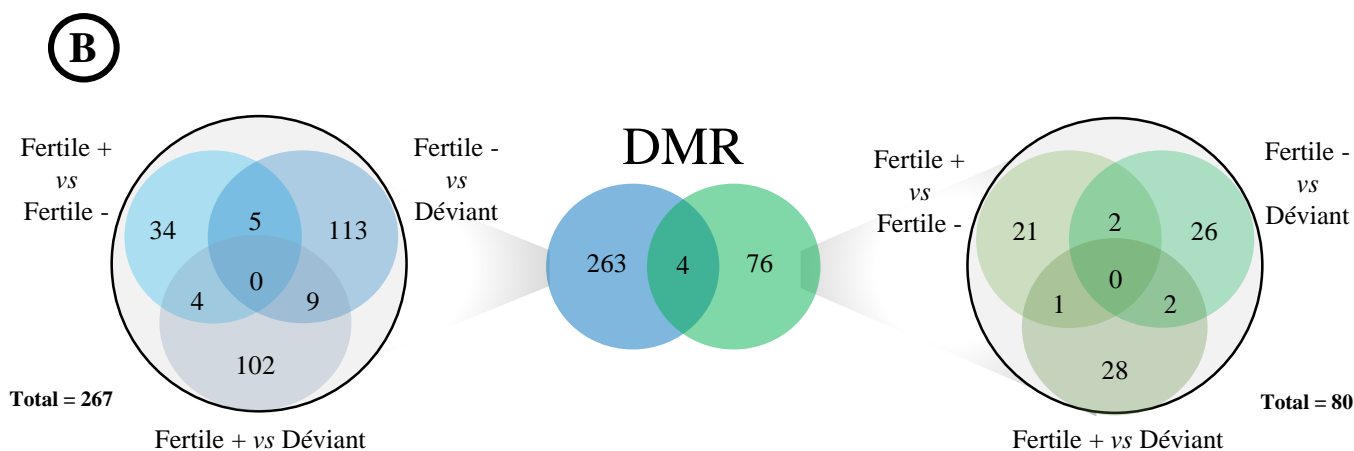 B
Fertile +
vs
Fertile -
Fertile -
vs
Déviant
34
5
113
0
4
9
102
Total = 267
Fertile + vs Déviant
DMR
263
4
76
Fertile +
vs
Fertile -
Fertile -
vs
Déviant
21
2
26
0
1
2
28
Total = 80
Fertile + vs Déviant